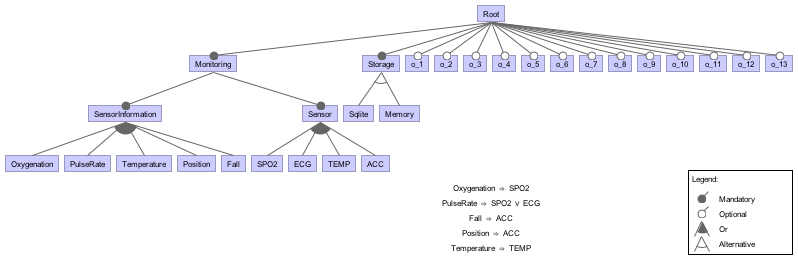 Root
Monitoring
Storage
o_1
o_2
o_3
o_4
o_5
o_6
o_7
o_8
o_9
o_10
o_11
o_12
o_13
SensorInformation
Sensor
Sqlite
Memory
Oxygenation
PulseRate
Temperature
Position
Fall
SPO2
ECG
TEMP
ACC
Oxygenation ⇒ SPO2
PulseRate ⇒ SPO2 ∨ ECG
Fall ⇒ ACC
Position ⇒ ACC
Temperature ⇒ TEMP
Legend:
Mandatory
Optional
Or
Alternative